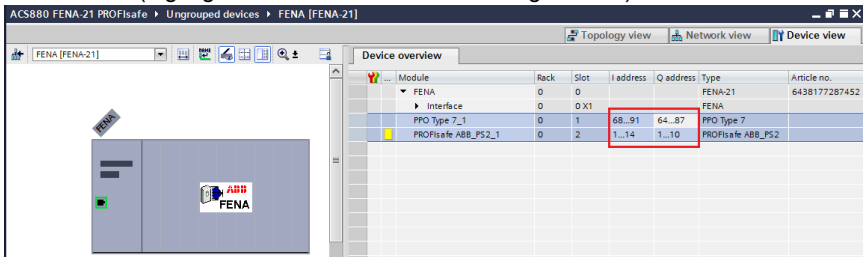 ACS880 FENA-21 PROFIsafe ▸ Ungrouped devices ▸ FENA [FENA-21]
Topology view Network view Device view
FENA [FENA-21]
Device overview
... Module Rack Slot I address Q address Type Article no.
FENA 0 0 FENA-21 6438177287452
Interface 0 0 X1 FENA
PPO Type 7_1 0 1 68...91 64...87 PPO Type 7
PROFIsafe ABB_PS2_1 0 2 1...14 1...10 PROFIsafe ABB_PS2
FENA
ABB
FENA